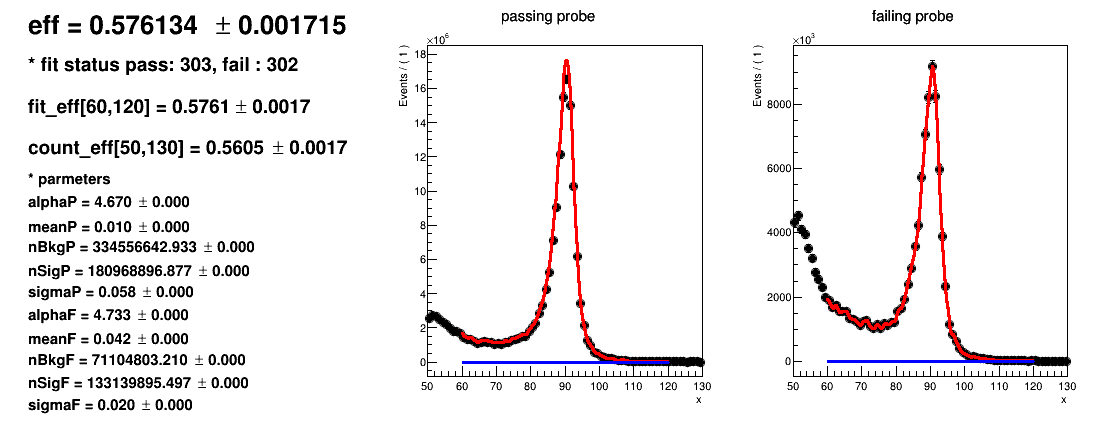 eff = 0.576134 ± 0.001715
* fit status pass: 303, fail : 302
fit_eff[60,120] = 0.5761 ± 0.0017
count_eff[50,130] = 0.5605 ± 0.0017
* parmeters
alphaP = 4.670 ± 0.000
meanP = 0.010 ± 0.000
nBkgP = 334556642.933 ± 0.000
nSigP = 180968896.877 ± 0.000
sigmaP = 0.058 ± 0.000
alphaF = 4.733 ± 0.000
meanF = 0.042 ± 0.000
nBkgF = 71104803.210 ± 0.000
nSigF = 133139895.497 ± 0.000
sigmaF = 0.020 ± 0.000
passing probe
×10⁶
Events / ( 1 )
18
16
14
12
10
8
6
4
2
0
50 60 70 80 90 100 110 120 130
x
failing probe
×10³
Events / ( 1 )
8000
6000
4000
2000
0
50 60 70 80 90 100 110 120 130
x